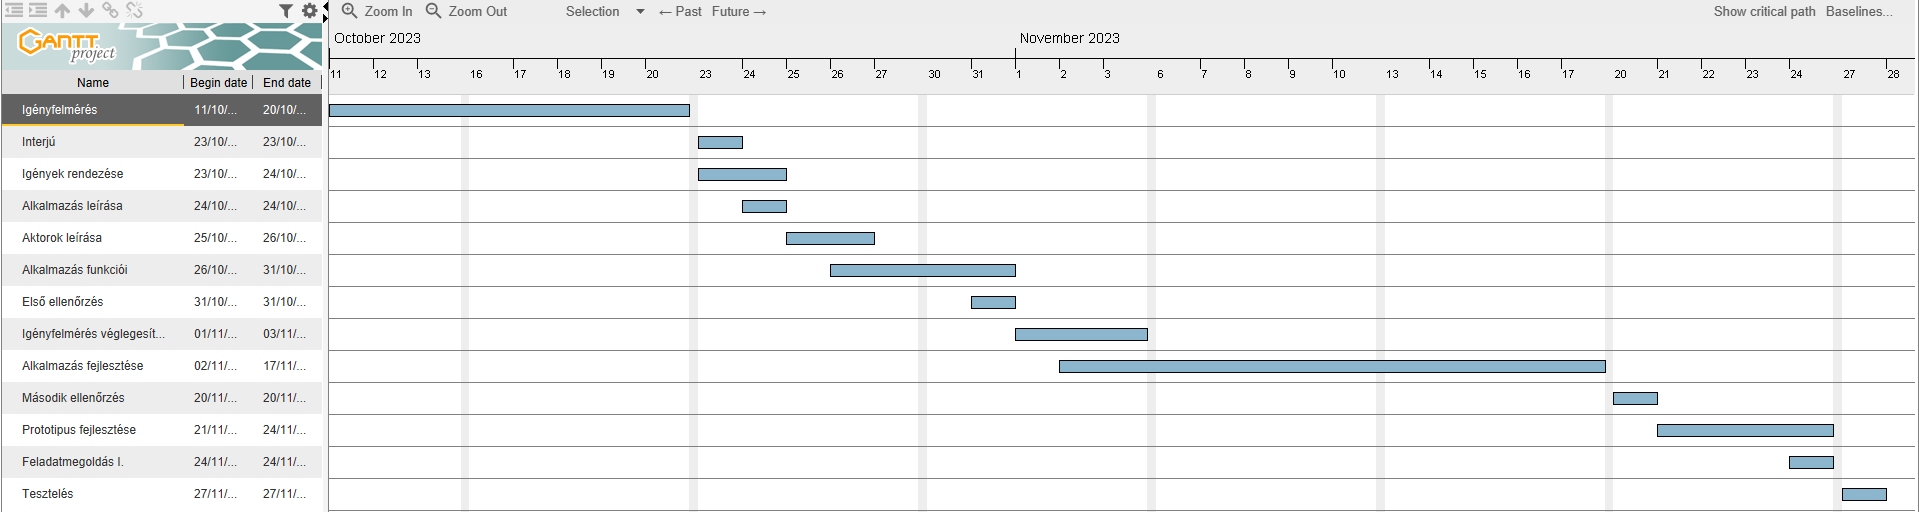 Zoom In Zoom Out Selection ← Past Future → Show critical path Baselines...
GANTT project
October 2023 November 2023
11 12 13 16 17 18 19 20 23 24 25 26 27 30 31 1 2 3 6 7 8 9 10 13 14 15 16 17 20 21 22 23 24 27 28
Name Begin date End date
Igényfelmérés 11/10/... 20/10/...
Interjú 23/10/... 23/10/...
Igények rendezése 23/10/... 24/10/...
Alkalmazás leírása 24/10/... 24/10/...
Aktorok leírása 25/10/... 26/10/...
Alkalmazás funkciói 26/10/... 31/10/...
Első ellenőrzés 31/10/... 31/10/...
Igényfelmérés véglegesít... 01/11/... 03/11/...
Alkalmazás fejlesztése 02/11/... 17/11/...
Második ellenőrzés 20/11/... 20/11/...
Prototipus fejlesztése 21/11/... 24/11/...
Feladatmegoldás I. 24/11/... 24/11/...
Tesztelés 27/11/... 27/11/...